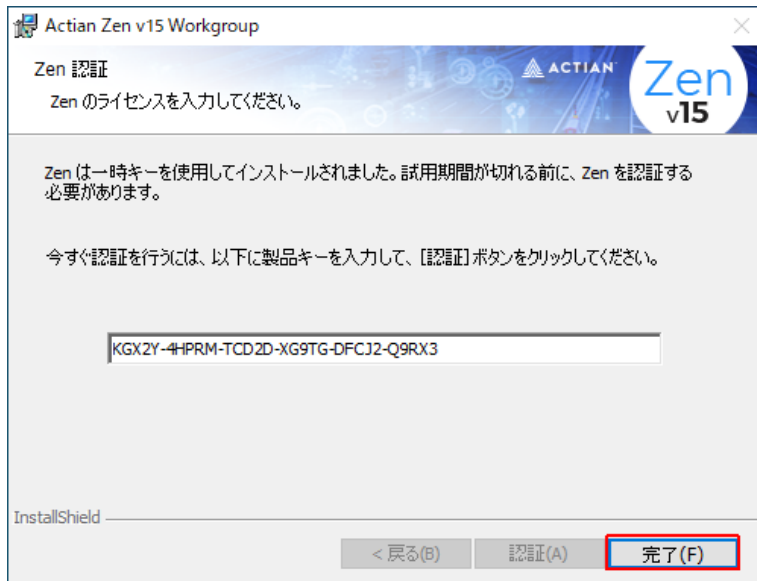 Actian Zen v15 Workgroup
Zen 認証
Zen のライセンスを入力してください。
ACTIAN
Zen
v15
Zen は一時キーを使用してインストールされました。試用期間が切れる前に、Zen を認証する
必要があります。
今すぐ認証を行うには、以下に製品キーを入力して、[認証] ボタンをクリックしてください。
KGX2Y-4HPRM-TCD2D-XG9TG-DFCJ2-Q9RX3
InstallShield
< 戻る(B)
認証(A)
完了(F)